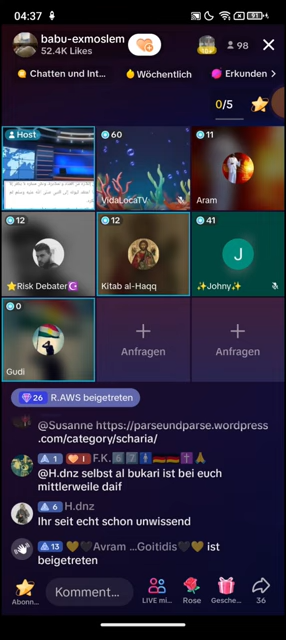 04:37
91
babu-exmoslem
52.4K Likes
98
Chatten und Int...
Wöchentlich
Erkunden
0/5
Host
60
11
VidaLocaTV
Aram
12
12
41
J
⭐Risk Debater☪
Kitab al-Haqq
✨Johny✨
0
Gudi
Anfragen
Anfragen
26 R.AWS beigetreten
@Susanne https://parseundparse.wordpress
.com/category/scharia/
1 I F.K. 6 7
@H.dnz selbst al bukari ist bei euch
mittlerweile daif
6 H.dnz
Ihr seit echt schon unwissend
13 💛🖤Avram ...Goitidis🖤💛 ist
beigetreten
Abonn...
Komment...
LIVE mi...
Rose
Gesche...
36